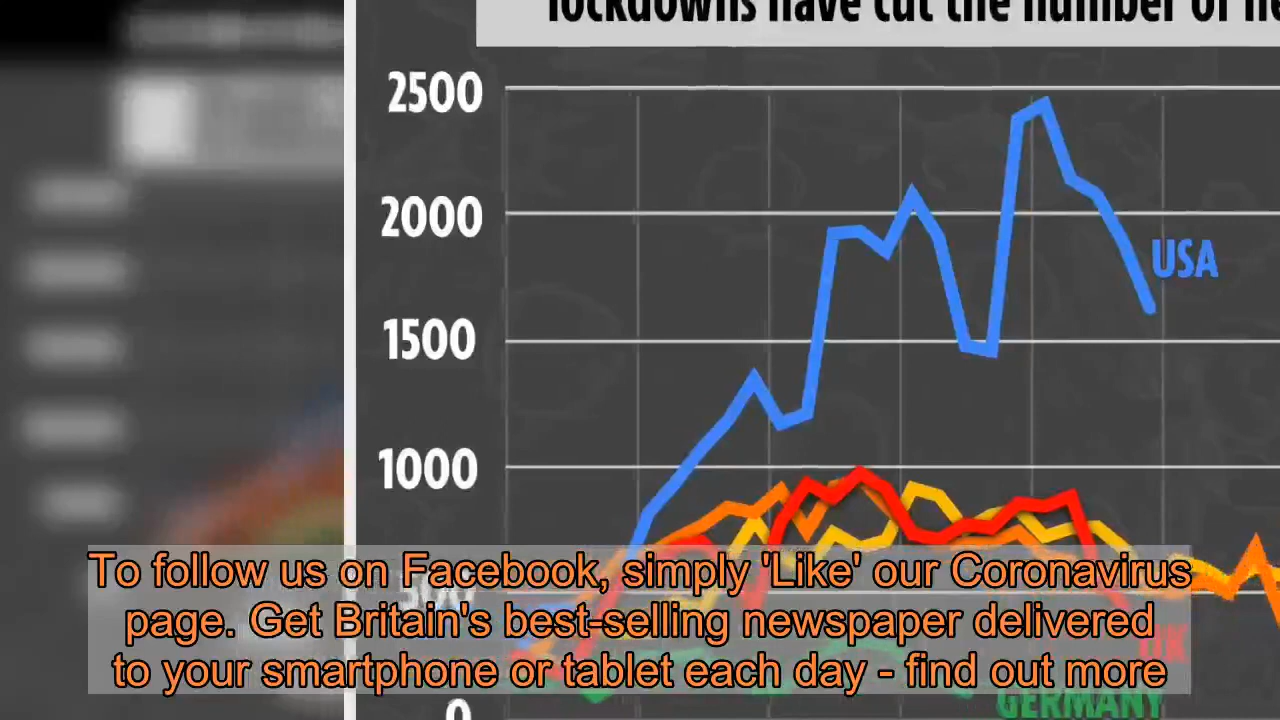 lockdowns have cut the number of
2500
2000
USA
1500
1000
To follow us on Facebook, simply 'Like' our Coronavirus
page. Get Britain's best-selling newspaper delivered
to your smartphone or tablet each day - find out more
UK
GERMANY
0